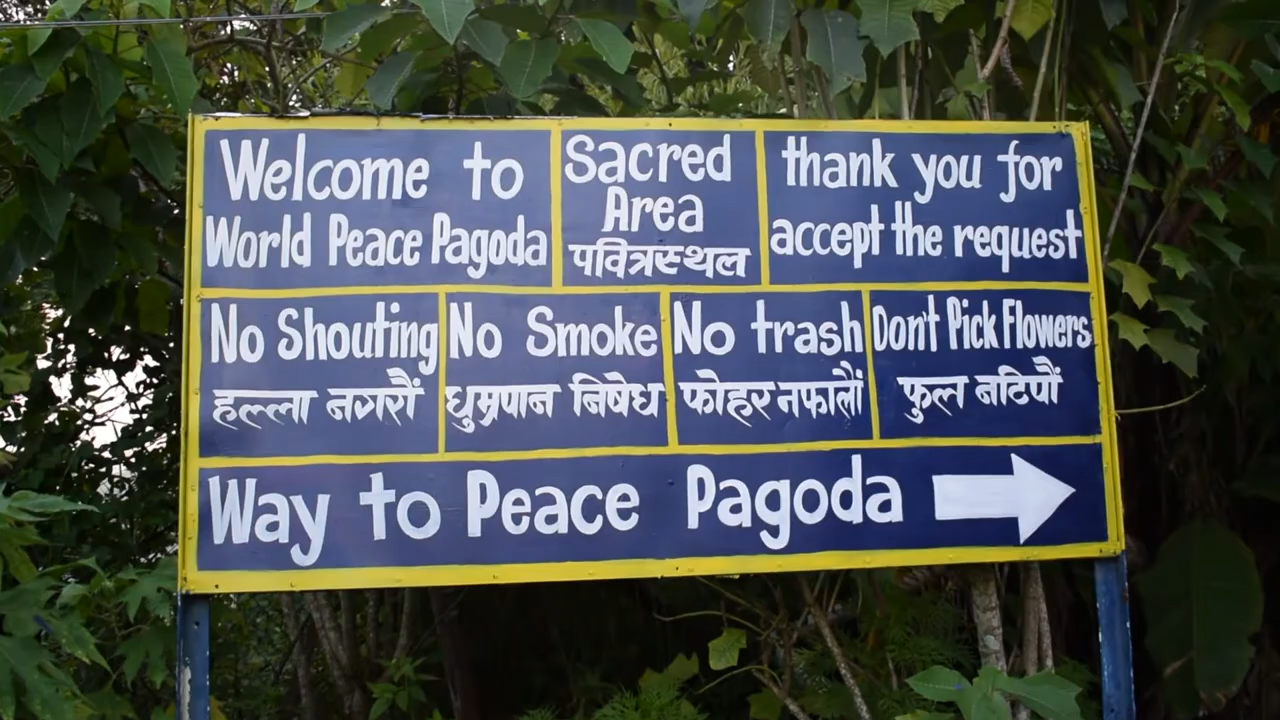 Welcome to
World Peace Pagoda
Sacred
Area
पवित्रस्थल
thank you for
accept the request
No Shouting
हल्ला नगरौं
No Smoke
धुम्रपान निषेध
No trash
फोहर नफालौं
Don't Pick Flowers
फुल नटिपौं
Way to Peace Pagoda